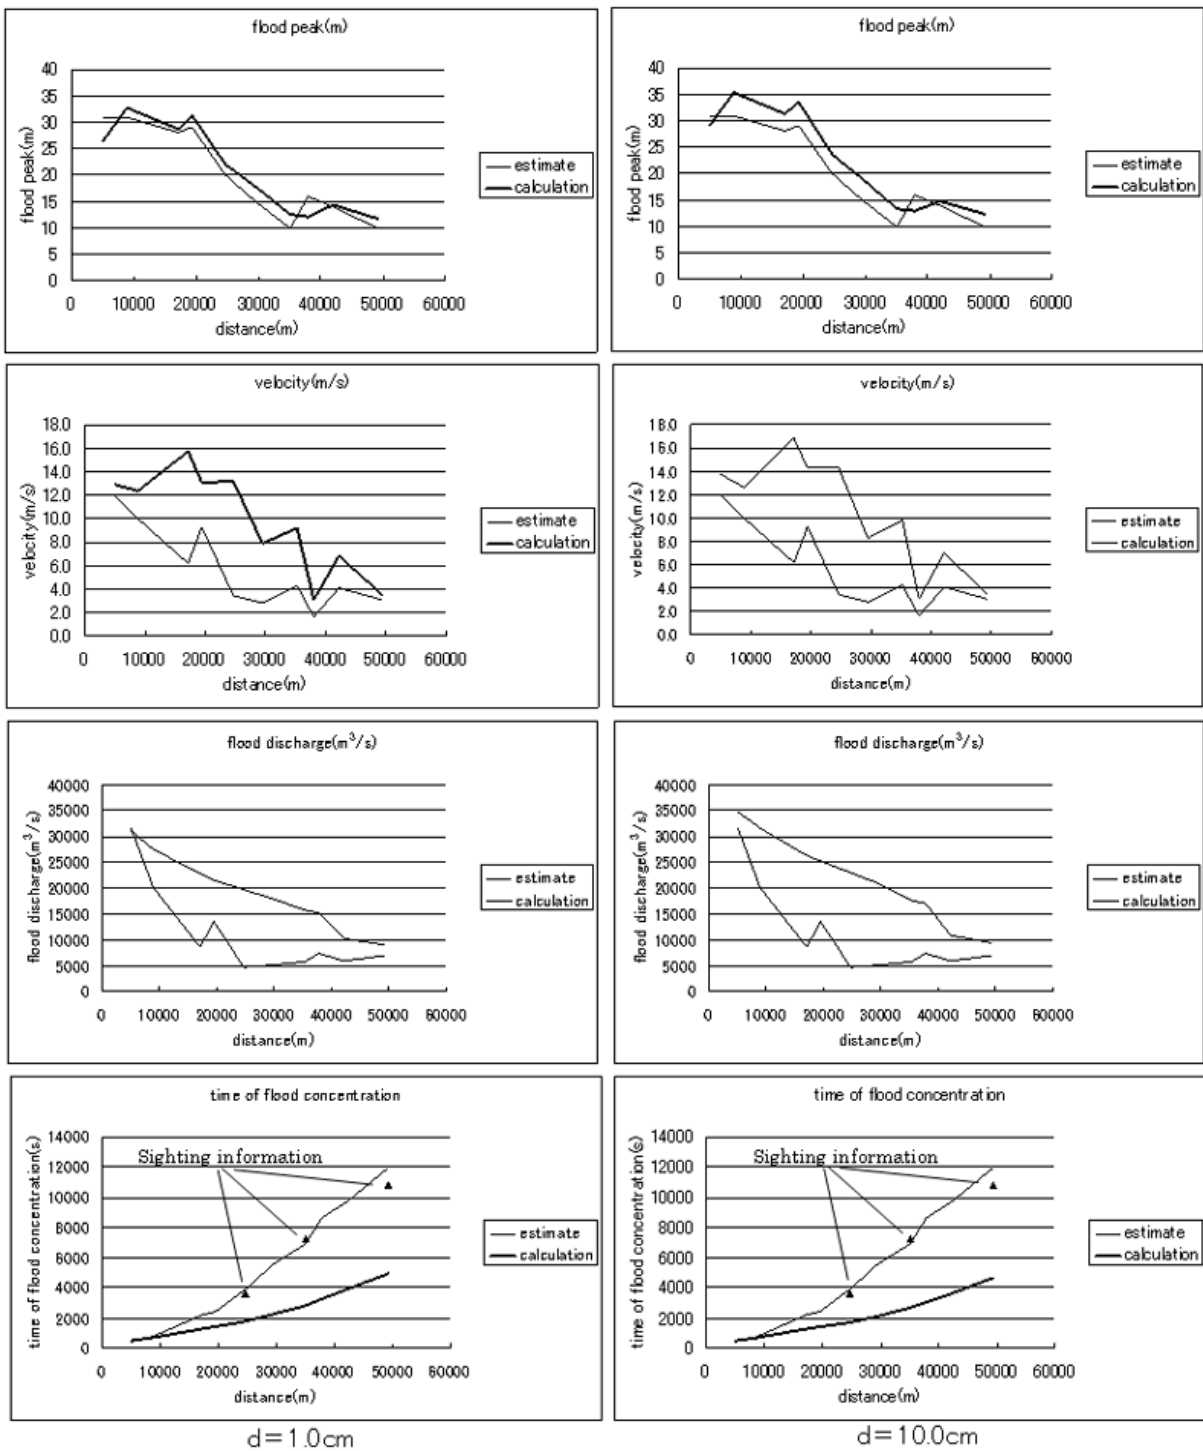 flood peak(m)
40
35
30
25
20
15
10
5
0
flood peak(m)
0 10000 20000 30000 40000 50000 60000
distance(m)
estimate
calculation
flood peak(m)
40
35
30
25
20
15
10
5
0
flood peak(m)
0 10000 20000 30000 40000 50000 60000
distance(m)
estimate
calculation
velocity(m/s)
18.0
16.0
14.0
12.0
10.0
8.0
6.0
4.0
2.0
0.0
velocity(m/s)
0 10000 20000 30000 40000 50000 60000
distance(m)
estimate
calculation
velocity(m/s)
18.0
16.0
14.0
12.0
10.0
8.0
6.0
4.0
2.0
0.0
velocity(m/s)
0 10000 20000 30000 40000 50000 60000
distance(m)
estimate
calculation
flood discharge(m³/s)
40000
35000
30000
25000
20000
15000
10000
5000
0
flood discharge(m³/s)
0 10000 20000 30000 40000 50000 60000
distance(m)
estimate
calculation
flood discharge(m³/s)
40000
35000
30000
25000
20000
15000
10000
5000
0
flood discharge(m³/s)
0 10000 20000 30000 40000 50000 60000
distance(m)
estimate
calculation
time of flood concentration
14000
12000
10000
8000
6000
4000
2000
0
time of flood concentration(s)
Sighting information
0 10000 20000 30000 40000 50000 60000
distance(m)
estimate
calculation
time of flood concentration
14000
12000
10000
8000
6000
4000
2000
0
time of flood concentration(s)
Sighting information
0 10000 20000 30000 40000 50000 60000
distance(m)
estimate
calculation
d=1.0cm
d=10.0cm